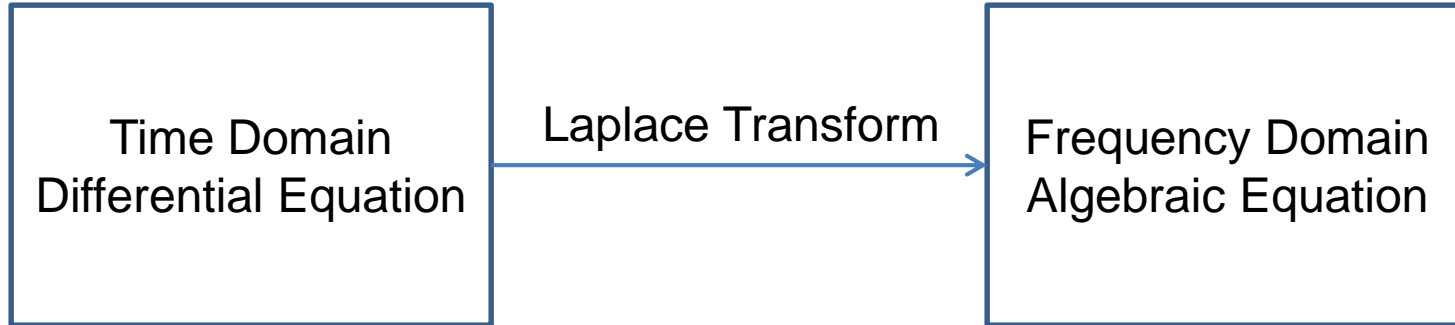 Time Domain
Differential Equation
Laplace Transform
Frequency Domain
Algebraic Equation